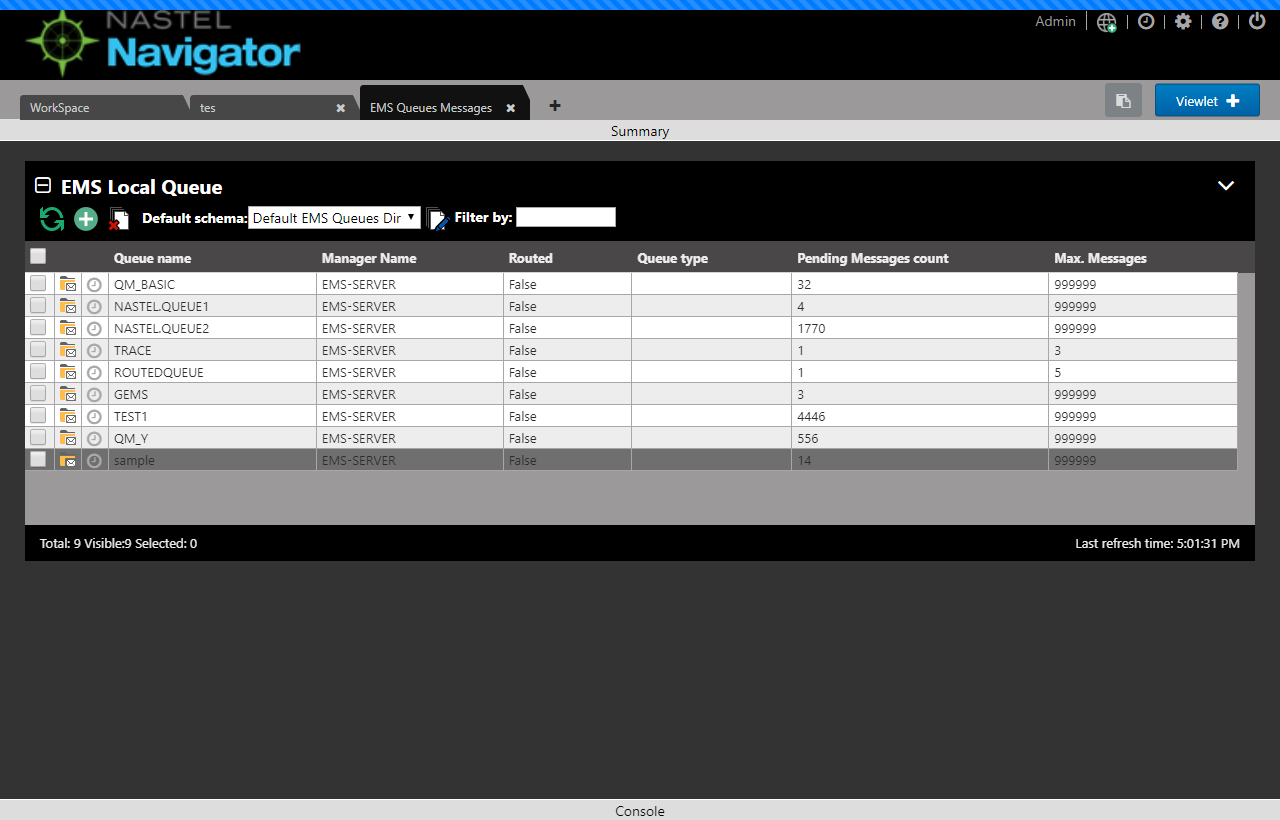 NASTEL
Navigator
Admin
WorkSpace tes EMS Queues Messages Viewlet
Summary
EMS Local Queue
Default schema: Default EMS Queues Dir Filter by:
Queue name Manager Name Routed Queue type Pending Messages count Max. Messages
QM_BASIC EMS-SERVER False 32 999999
NASTEL.QUEUE1 EMS-SERVER False 4 999999
NASTEL.QUEUE2 EMS-SERVER False 1770 999999
TRACE EMS-SERVER False 1 3
ROUTEDQUEUE EMS-SERVER False 1 5
GEMS EMS-SERVER False 3 999999
TEST1 EMS-SERVER False 4446 999999
QM_Y EMS-SERVER False 556 999999
sample EMS-SERVER False 14 999999
Total: 9 Visible:9 Selected: 0 Last refresh time: 5:01:31 PM
Console